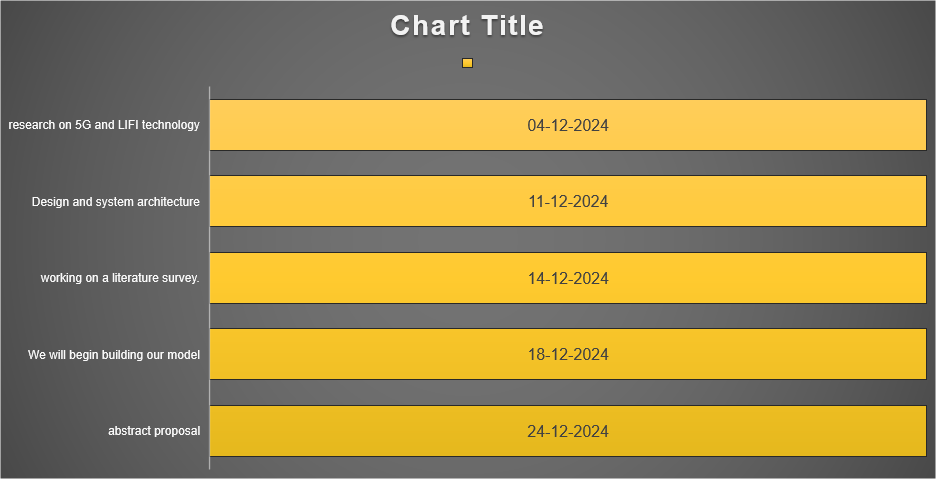 Chart Title
research on 5G and LIFI technology
04-12-2024
Design and system architecture
11-12-2024
working on a literature survey.
14-12-2024
We will begin building our model
18-12-2024
abstract proposal
24-12-2024